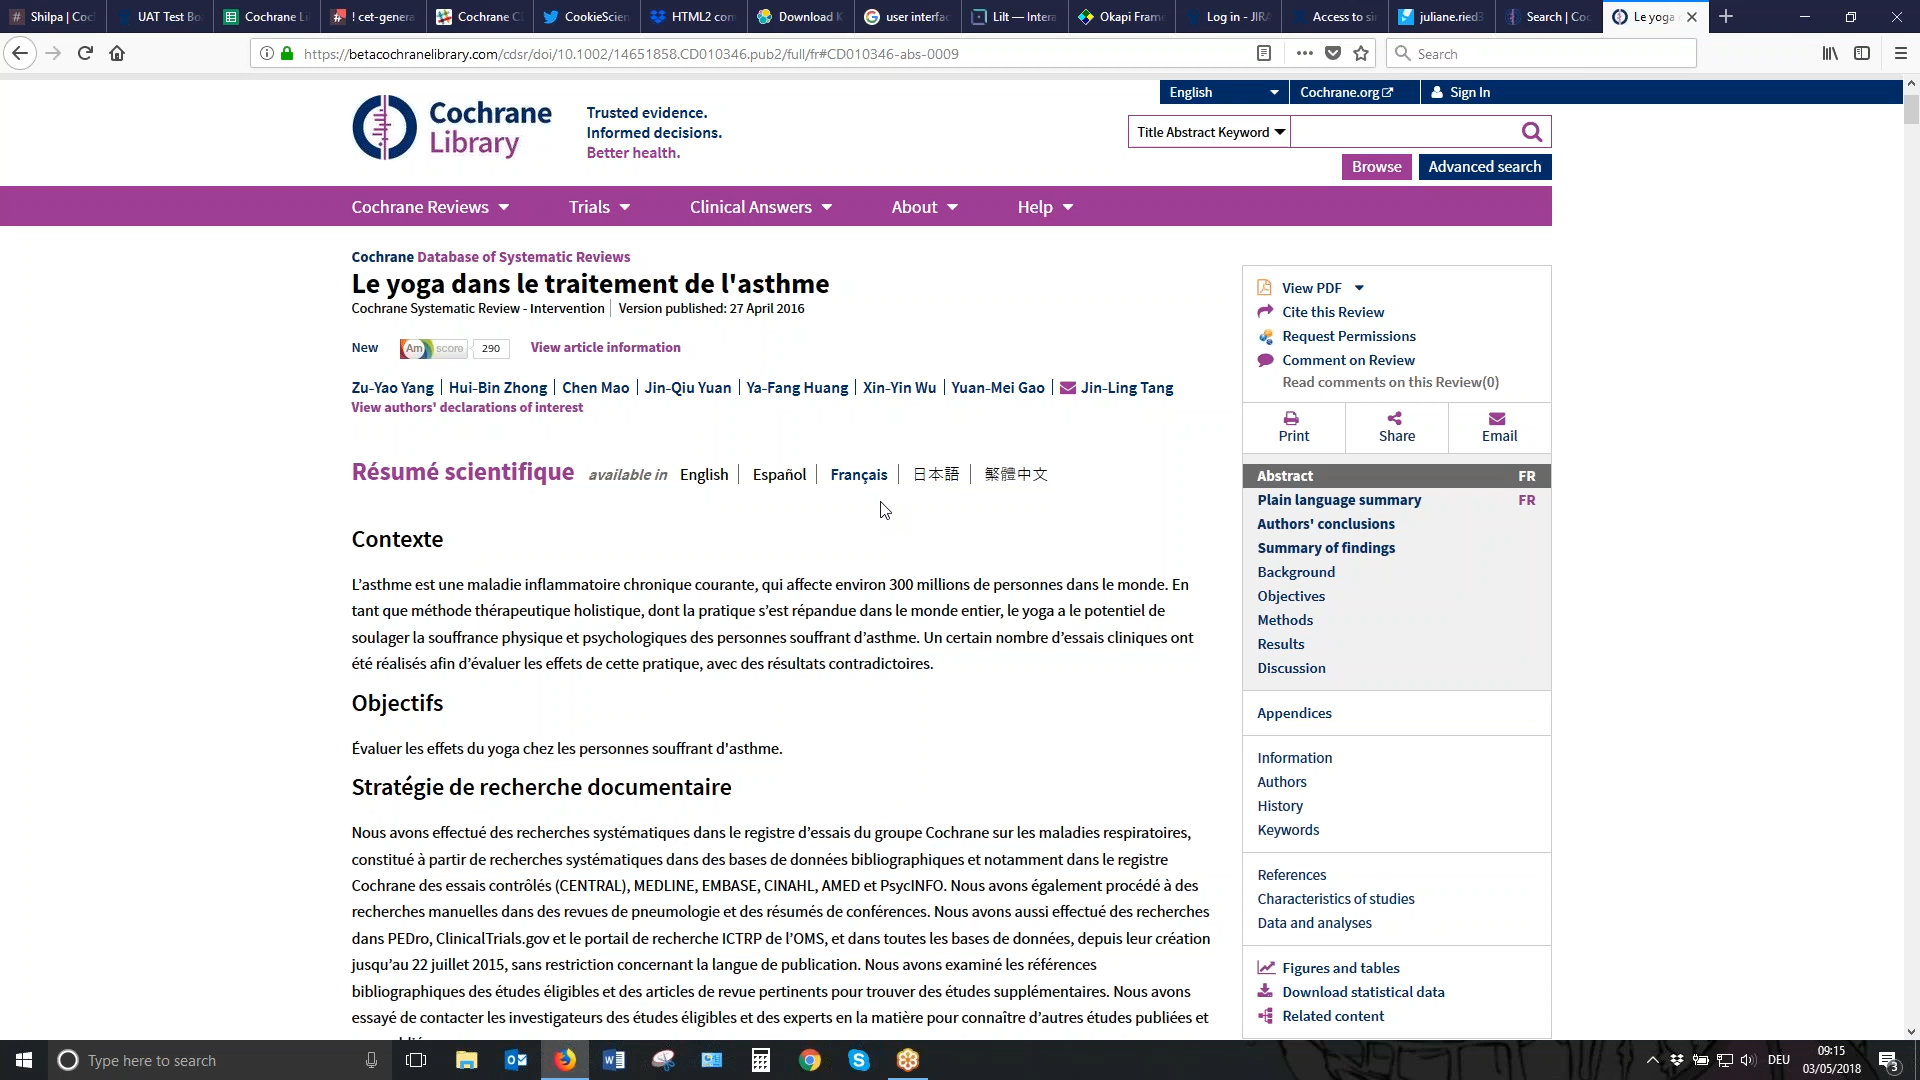 Shilpa | Coc
UAT Test Bo
Cochrane Li
! cet-genera
Cochrane C
CookieScien
HTML2 con
Download K
user interfac
Lilt — Intera
Okapi Frame
Log in - JIRA
Access to si
juliane.ried3
Search | Coc
Le yoga
https://betacochranelibrary.com/cdsr/doi/10.1002/14651858.CD010346.pub2/full/fr#CD010346-abs-0009
Search
English
Cochrane.org
Sign In
Cochrane
Library
Trusted evidence.
Informed decisions.
Better health.
Title Abstract Keyword
Browse
Advanced search
Cochrane Reviews
Trials
Clinical Answers
About
Help
Cochrane Database of Systematic Reviews
Le yoga dans le traitement de l'asthme
Cochrane Systematic Review - Intervention | Version published: 27 April 2016
New
Am score 290
View article information
Zu-Yao Yang | Hui-Bin Zhong | Chen Mao | Jin-Qiu Yuan | Ya-Fang Huang | Xin-Yin Wu | Yuan-Mei Gao | Jin-Ling Tang
View authors' declarations of interest
Résumé scientifique available in English | Español | Français | 日本語 | 繁體中文
Contexte
L’asthme est une maladie inflammatoire chronique courante, qui affecte environ 300 millions de personnes dans le monde. En
tant que méthode thérapeutique holistique, dont la pratique s’est répandue dans le monde entier, le yoga a le potentiel de
soulager la souffrance physique et psychologiques des personnes souffrant d’asthme. Un certain nombre d’essais cliniques ont
été réalisés afin d’évaluer les effets de cette pratique, avec des résultats contradictoires.
Objectifs
Évaluer les effets du yoga chez les personnes souffrant d'asthme.
Stratégie de recherche documentaire
Nous avons effectué des recherches systématiques dans le registre d’essais du groupe Cochrane sur les maladies respiratoires,
constitué à partir de recherches systématiques dans des bases de données bibliographiques et notamment dans le registre
Cochrane des essais contrôlés (CENTRAL), MEDLINE, EMBASE, CINAHL, AMED et PsycINFO. Nous avons également procédé à des
recherches manuelles dans des revues de pneumologie et des résumés de conférences. Nous avons aussi effectué des recherches
dans PEDro, ClinicalTrials.gov et le portail de recherche ICTRP de l’OMS, et dans toutes les bases de données, depuis leur création
jusqu’au 22 juillet 2015, sans restriction concernant la langue de publication. Nous avons examiné les références
bibliographiques des études éligibles et des articles de revue pertinents pour trouver des études supplémentaires. Nous avons
essayé de contacter les investigateurs des études éligibles et des experts en la matière pour connaître d’autres études publiées et
View PDF
Cite this Review
Request Permissions
Comment on Review
Read comments on this Review(0)
Print
Share
Email
Abstract FR
Plain language summary FR
Authors' conclusions
Summary of findings
Background
Objectives
Methods
Results
Discussion
Appendices
Information
Authors
History
Keywords
References
Characteristics of studies
Data and analyses
Figures and tables
Download statistical data
Related content
Type here to search
DEU
09:15
03/05/2018
3